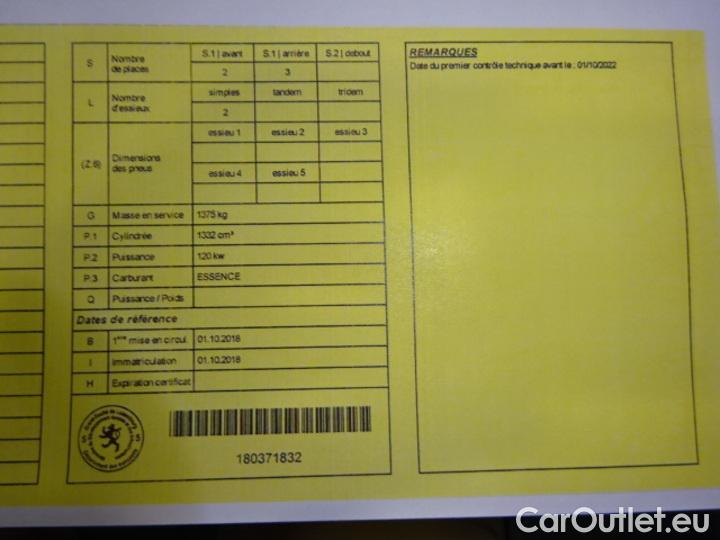 S Nombre de places S.1 | avant S.1 | arrière S.2 | debout
2 3
L Nombre d'essieux simples tandem tridem
2
(Z.6) Dimensions des pneus essieu 1 essieu 2 essieu 3
essieu 4 essieu 5
G Masse en service 1375 kg
P.1 Cylindrée 1332 cm³
P.2 Puissance 120 kw
P.3 Carburant ESSENCE
Q Puissance / Poids
Dates de référence
B 1ère mise en circul. 01.10.2018
I Immatriculation 01.10.2018
H Expiration certificat
180371832
REMARQUES
Date du premier contrôle technique avant le : 01/10/2022
CarOutlet.eu